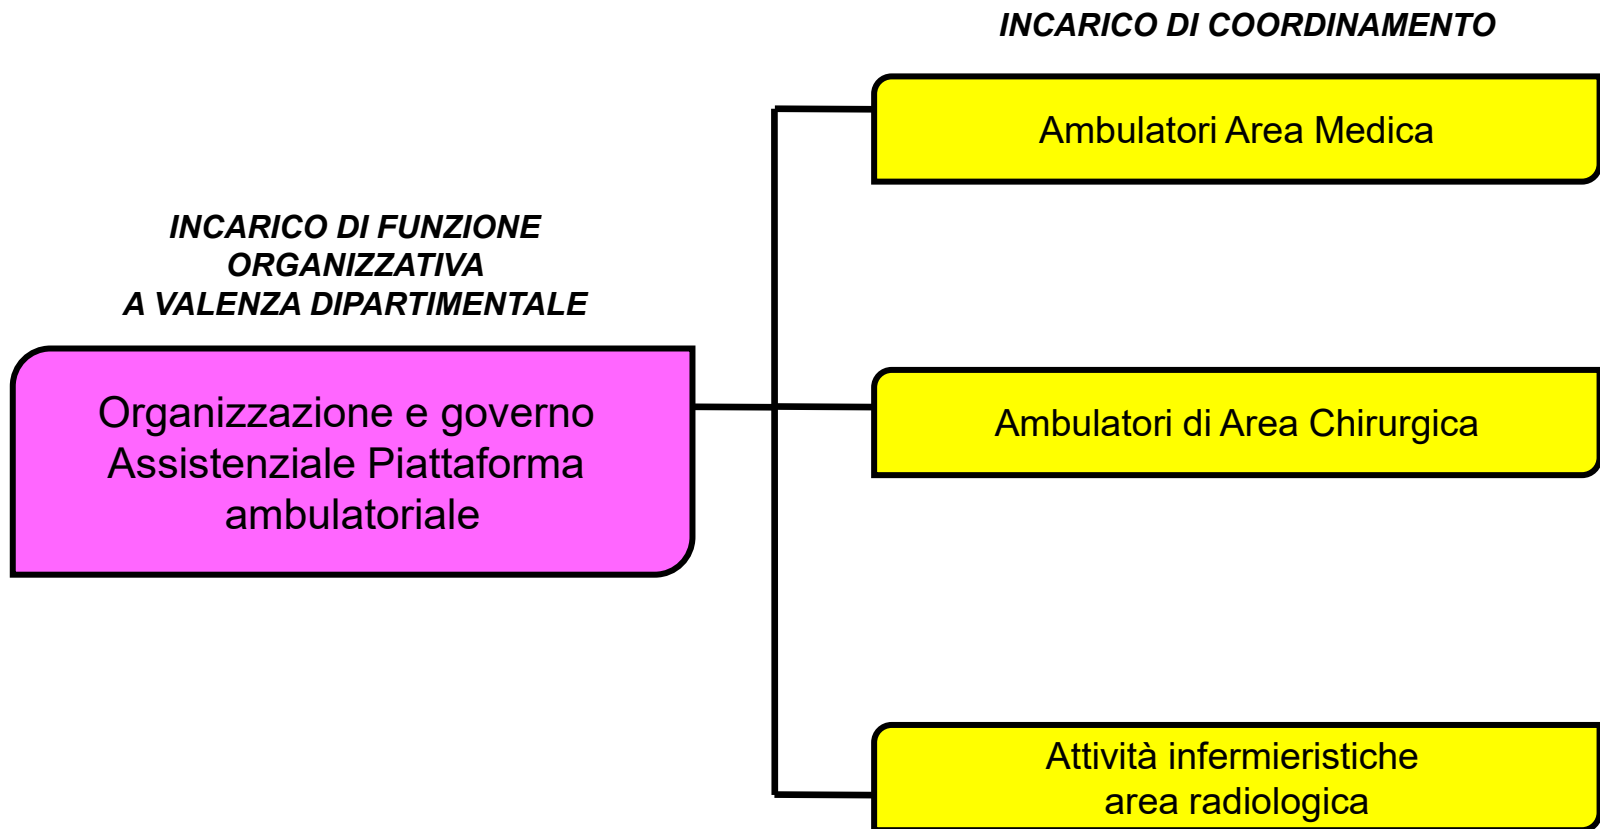 INCARICO DI COORDINAMENTO
Ambulatori Area Medica
INCARICO DI FUNZIONE
ORGANIZZATIVA
A VALENZA DIPARTIMENTALE
Organizzazione e governo
Assistenziale Piattaforma
ambulatoriale
Ambulatori di Area Chirurgica
Attività infermieristiche
area radiologica